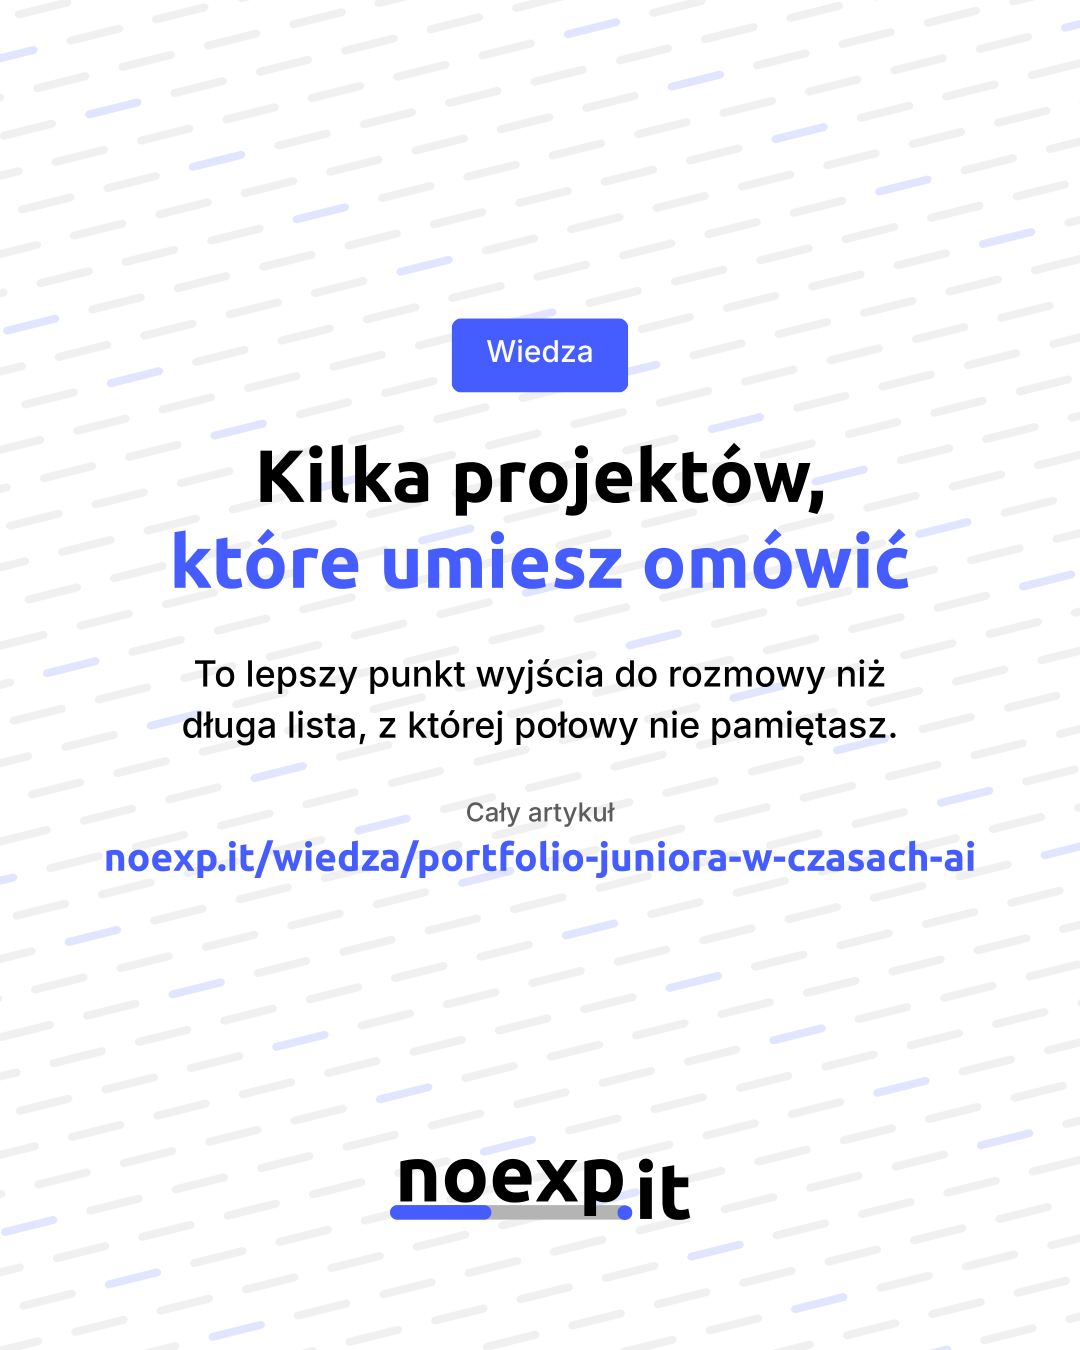 Wiedza
Kilka projektów,
które umiesz omówić
To lepszy punkt wyjścia do rozmowy niż
długa lista, z której połowy nie pamiętasz.
Cały artykuł
noexp.it/wiedza/portfolio-juniora-w-czasach-ai
noexp.it